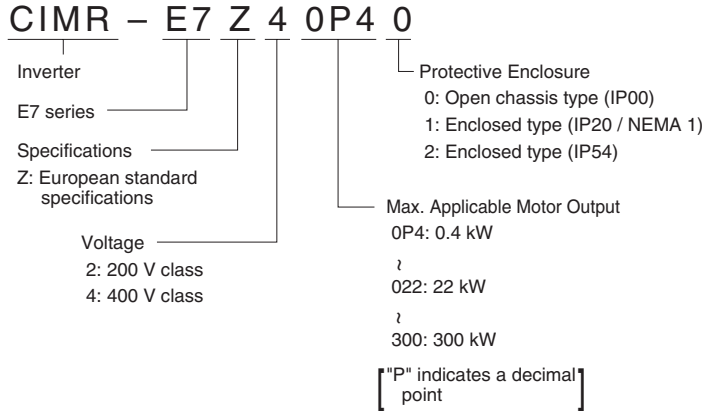 CIMR – E7 Z 4 0P4 0
Inverter
E7 series
Specifications
Z: European standard
specifications
Voltage
2: 200 V class
4: 400 V class
Protective Enclosure
0: Open chassis type (IP00)
1: Enclosed type (IP20 / NEMA 1)
2: Enclosed type (IP54)
Max. Applicable Motor Output
0P4: 0.4 kW
~
022: 22 kW
~
300: 300 kW
["P" indicates a decimal
point]